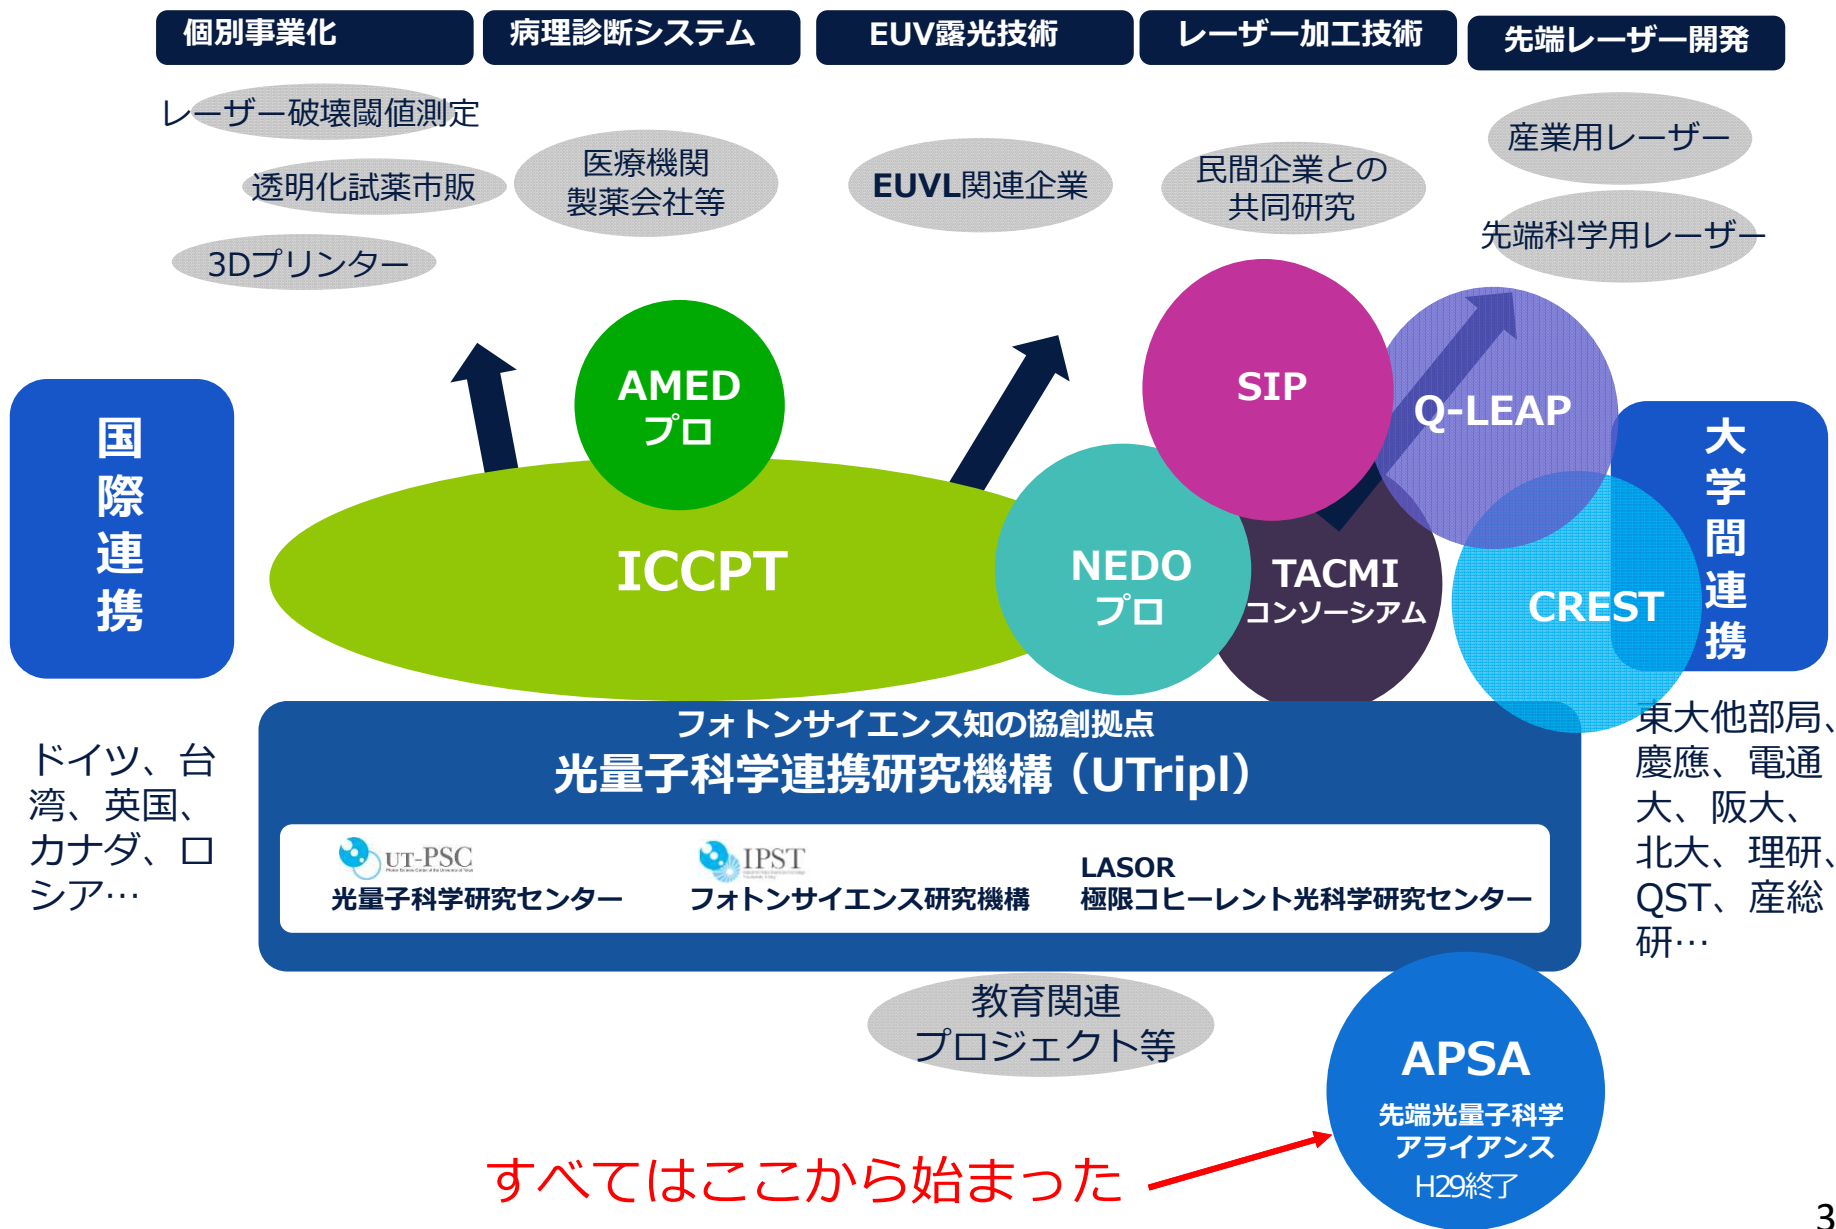 個別事業化
病理診断システム
EUV露光技術
レーザー加工技術
先端レーザー開発
レーザー破壊閾値測定
透明化試薬市販
3Dプリンター
医療機関
製薬会社等
EUVL関連企業
民間企業との
共同研究
産業用レーザー
先端科学用レーザー
AMED
プロ
SIP
Q-LEAP
国
際
連
携
大
学
間
連
携
ICCPT
NEDO
プロ
TACMI
コンソーシアム
CREST
ドイツ、台
湾、英国、
カナダ、ロ
シア…
東大他部局、
慶應、電通
大、阪大、
北大、理研、
QST、産総
研…
フォトンサイエンス知の協創拠点
光量子科学連携研究機構（UTripl）
UT-PSC
光量子科学研究センター
IPST
フォトンサイエンス研究機構
LASOR
極限コヒーレント光科学研究センター
教育関連
プロジェクト等
APSA
先端光量子科学
アライアンス
H29終了
すべてはここから始まった
3